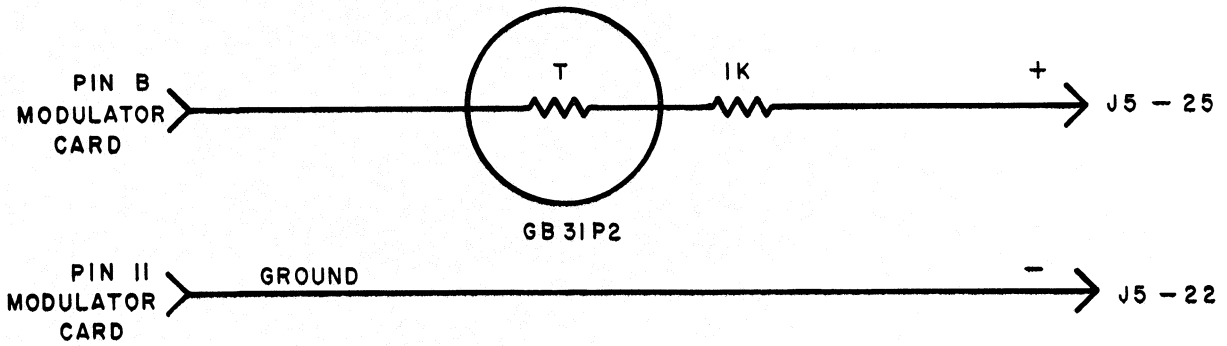 T
1K
+
PIN B
MODULATOR
CARD
J5 - 25
GB 31P2
PIN 11
MODULATOR
CARD
GROUND
-
J5 - 22